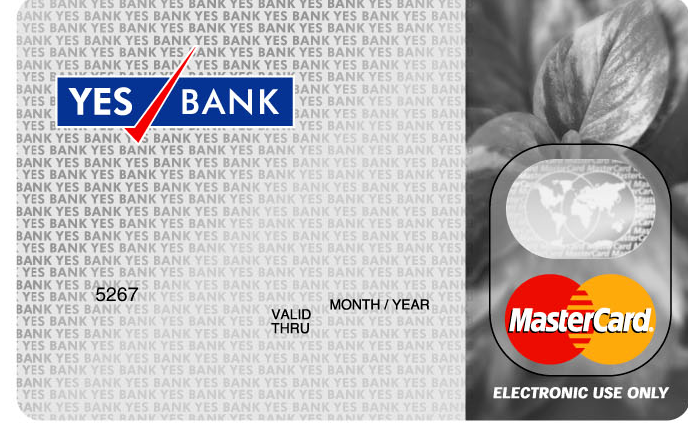 YES BANK
5267
MONTH / YEAR
VALID
THRU
MasterCard
ELECTRONIC USE ONLY